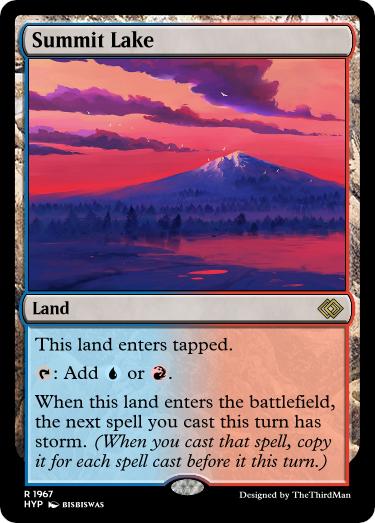 Summit Lake
Land
This land enters tapped.
: Add or .
When this land enters the battlefield,
the next spell you cast this turn has
storm. (When you cast that spell, copy
it for each spell cast before it this turn.)
R 1967
HYP BISBISWAS
Designed by TheThirdMan